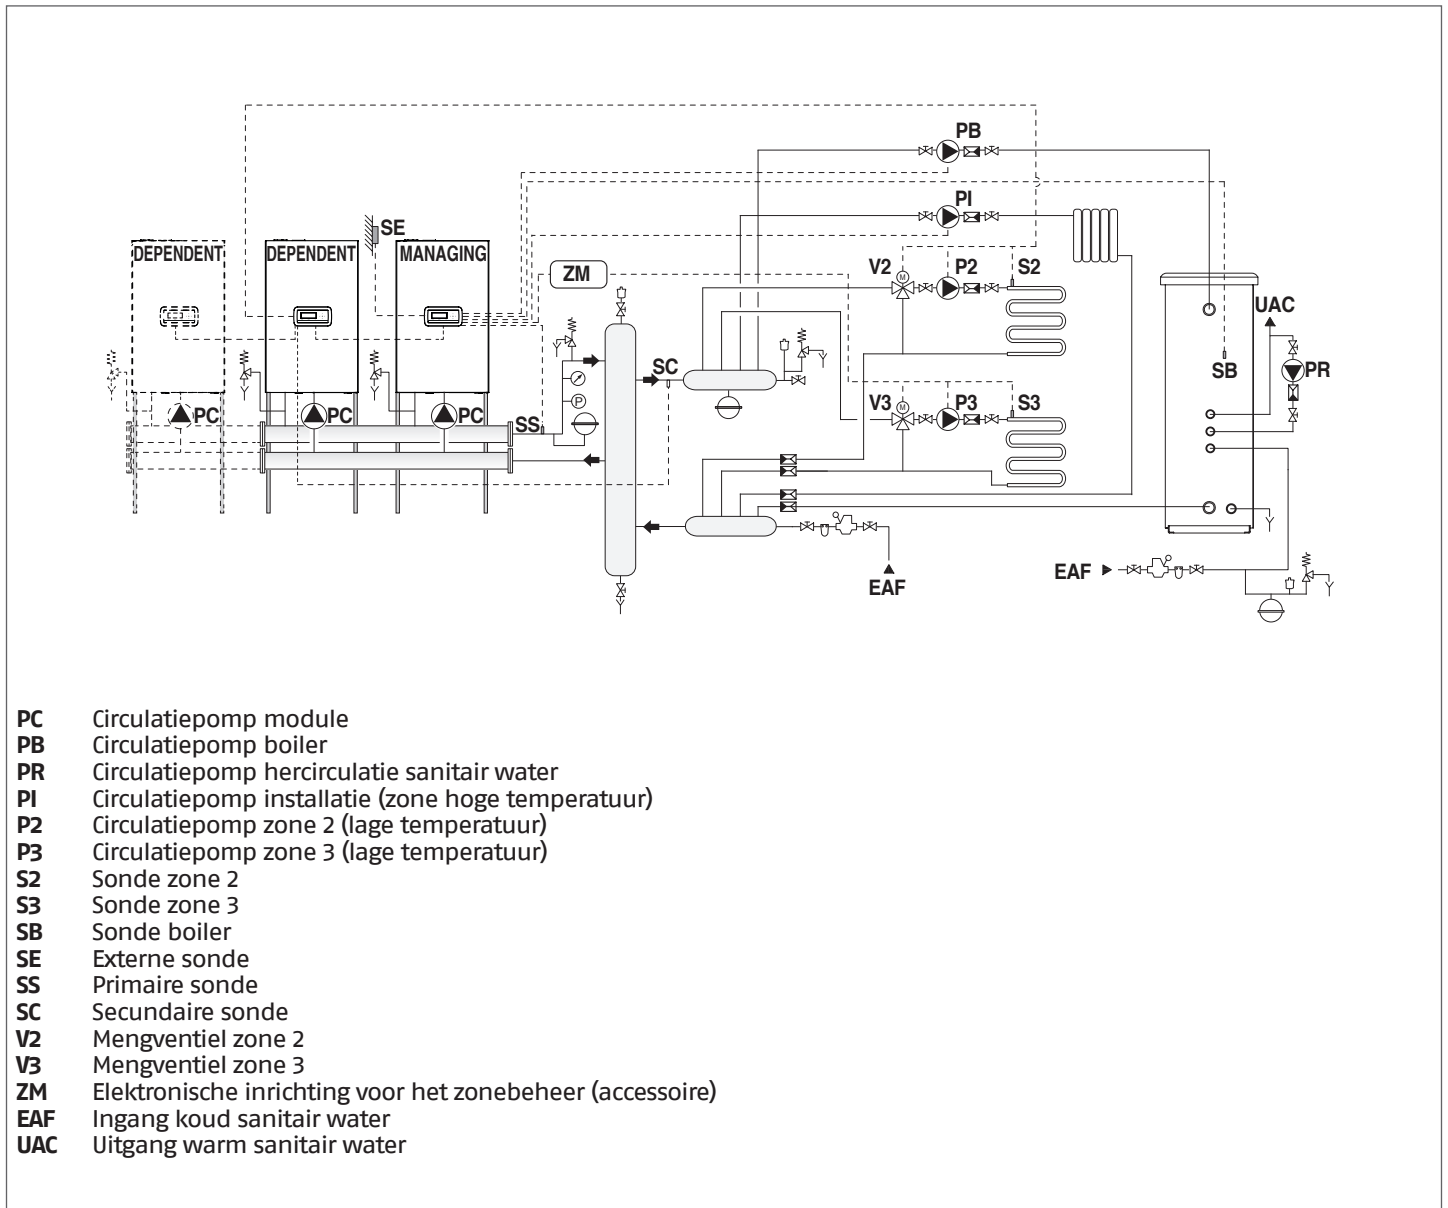 PB
PI
SE
DEPENDENT DEPENDENT MANAGING
ZM
V2 P2 S2
UAC
SC
SB
PR
PC PC PC
SS
P
V3 P3 S3
M
M
EAF
EAF
PC Circulatiepomp module
PB Circulatiepomp boiler
PR Circulatiepomp hercirculatie sanitair water
PI Circulatiepomp installatie (zone hoge temperatuur)
P2 Circulatiepomp zone 2 (lage temperatuur)
P3 Circulatiepomp zone 3 (lage temperatuur)
S2 Sonde zone 2
S3 Sonde zone 3
SB Sonde boiler
SE Externe sonde
SS Primaire sonde
SC Secundaire sonde
V2 Mengventiel zone 2
V3 Mengventiel zone 3
ZM Elektronische inrichting voor het zonebeheer (accessoire)
EAF Ingang koud sanitair water
UAC Uitgang warm sanitair water